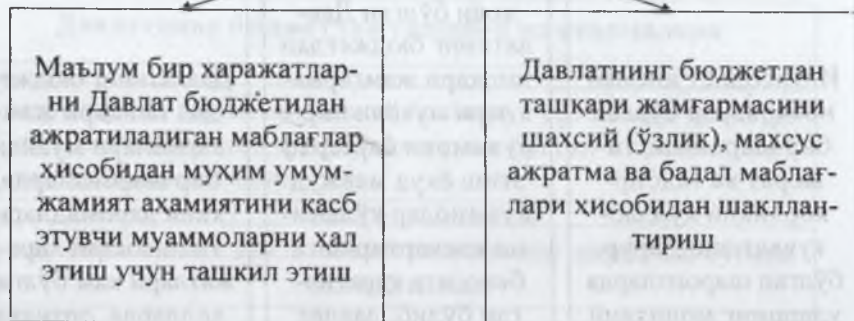 Маълум бир харажатлар-
ни Давлат бюджетидан
ажратиладиган маблағлар
ҳисобидан муҳим умум-
жамият аҳамиятини касб
этувчи муаммоларни ҳал
этиш учун ташкил этиш
Давлатнинг бюджетдан
ташкари жамғармасини
шахсий (ўзлик), махсус
ажратма ва бадал маблағ-
лари ҳисобидан шакллан-
тириш